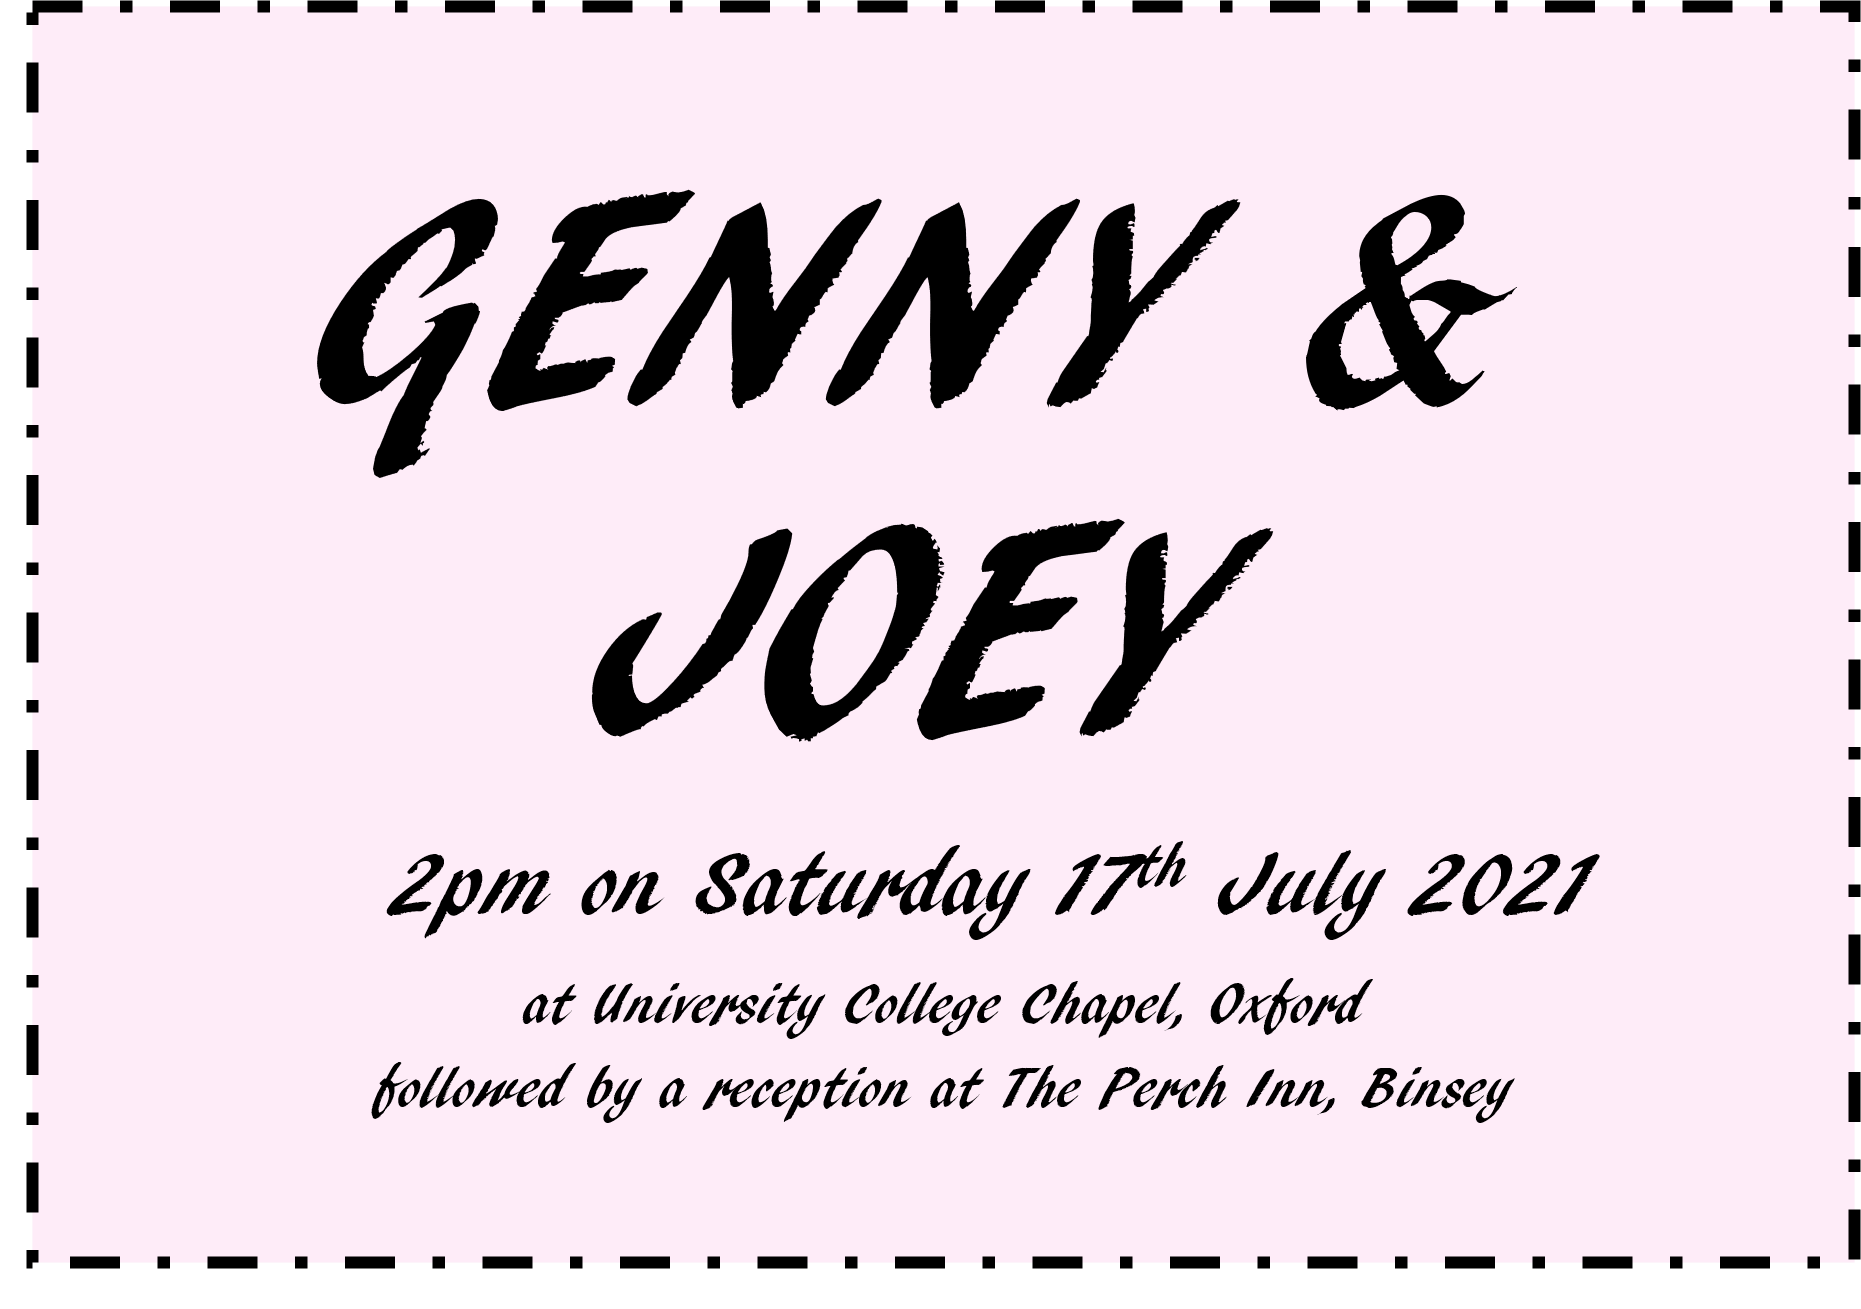 GENNY &
JOEY
2pm on Saturday 17th July 2021
at University College Chapel, Oxford
followed by a reception at The Perch Inn, Binsey